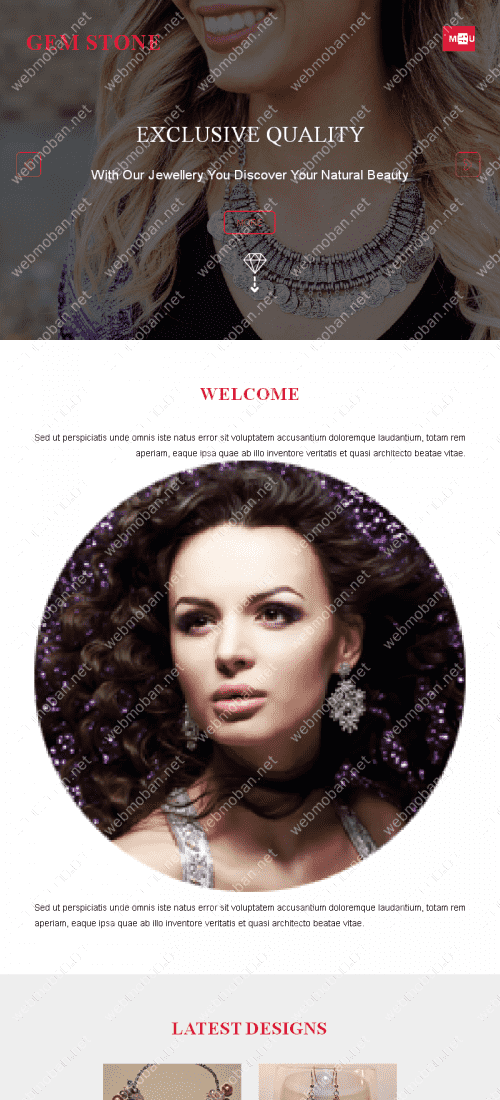 GEM STONE
MENU
EXCLUSIVE QUALITY
With Our Jewellery You Discover Your Natural Beauty
WELCOME
Sed ut perspiciatis unde omnis iste natus error sit voluptatem accusantium doloremque laudantium, totam rem
aperiam, eaque ipsa quae ab illo inventore veritatis et quasi architecto beatae vitae.
Sed ut perspiciatis unde omnis iste natus error sit voluptatem accusantium doloremque laudantium, totam rem
aperiam, eaque ipsa quae ab illo inventore veritatis et quasi architecto beatae vitae.
LATEST DESIGNS
webmoban.net